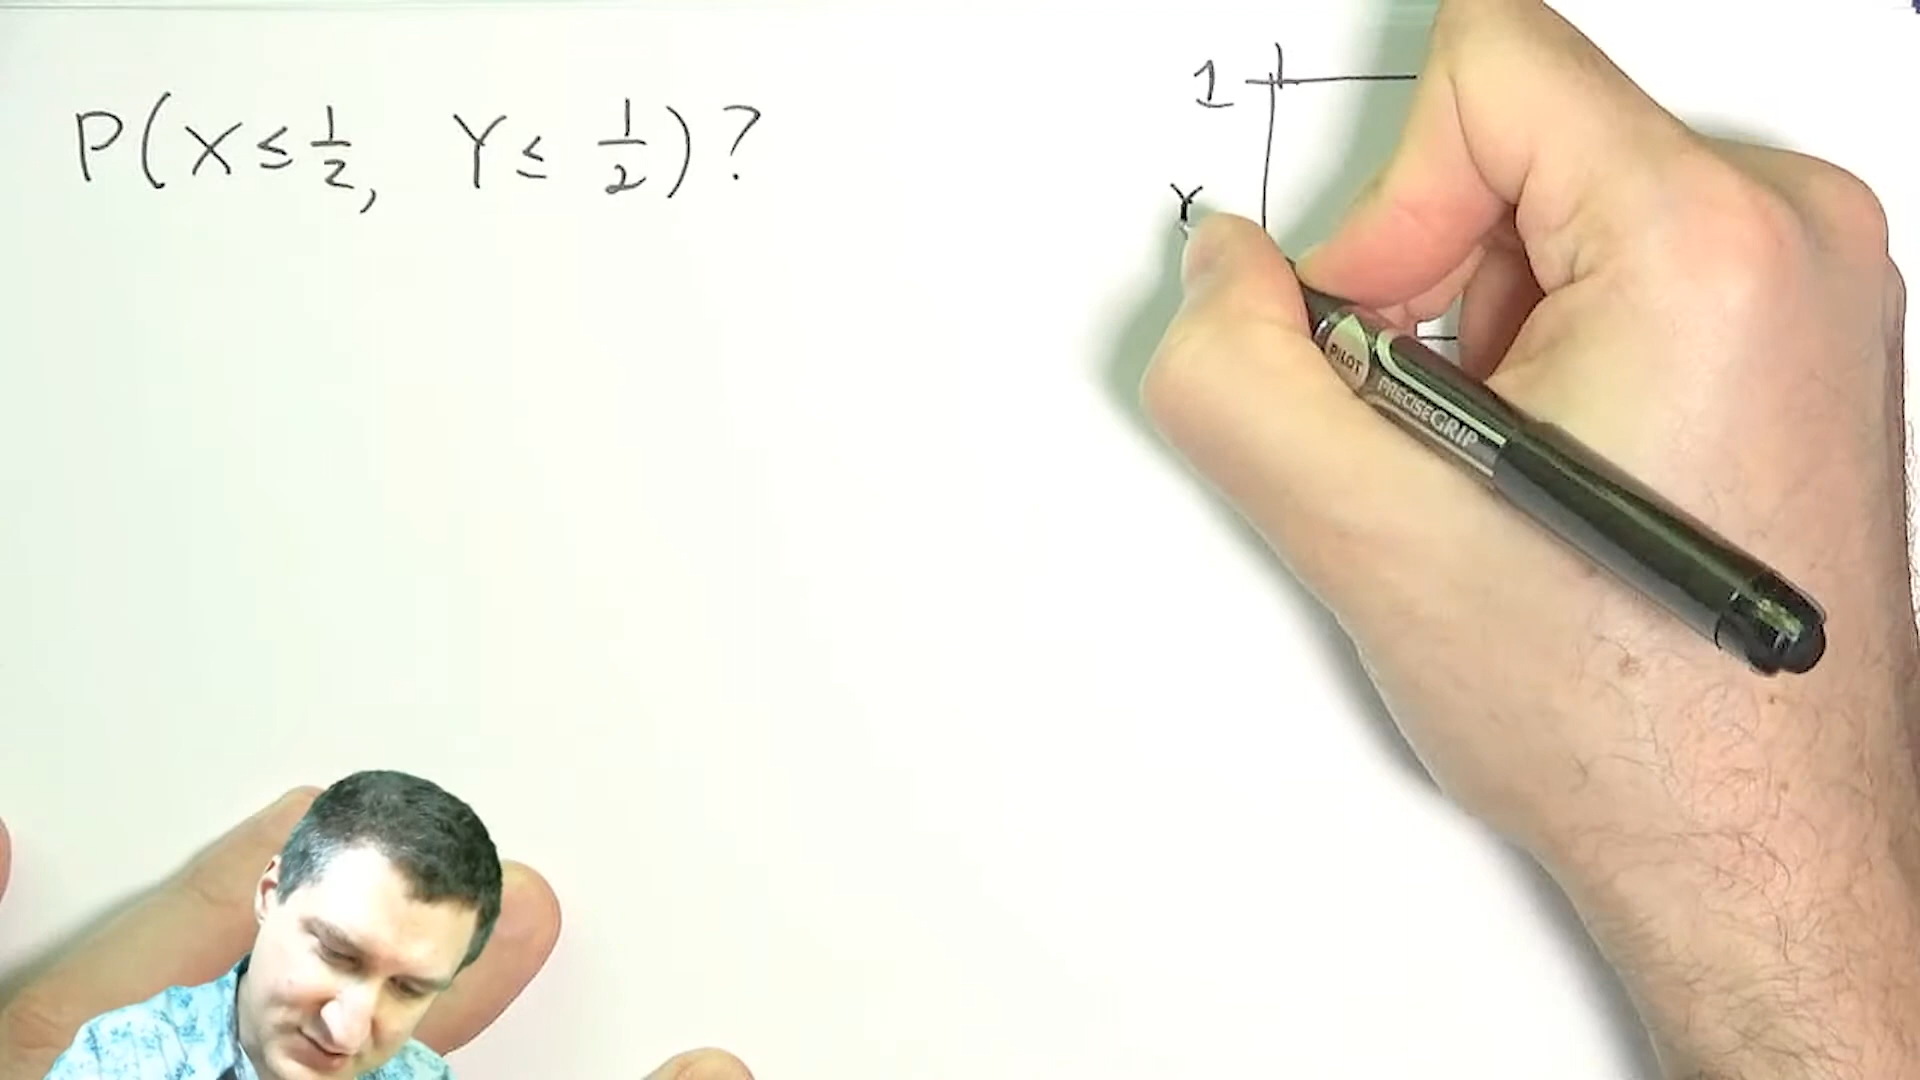 P(X ≤ 1/2, Y ≤ 1/2)?
1
Y
PILOT
PRECISEGRIP